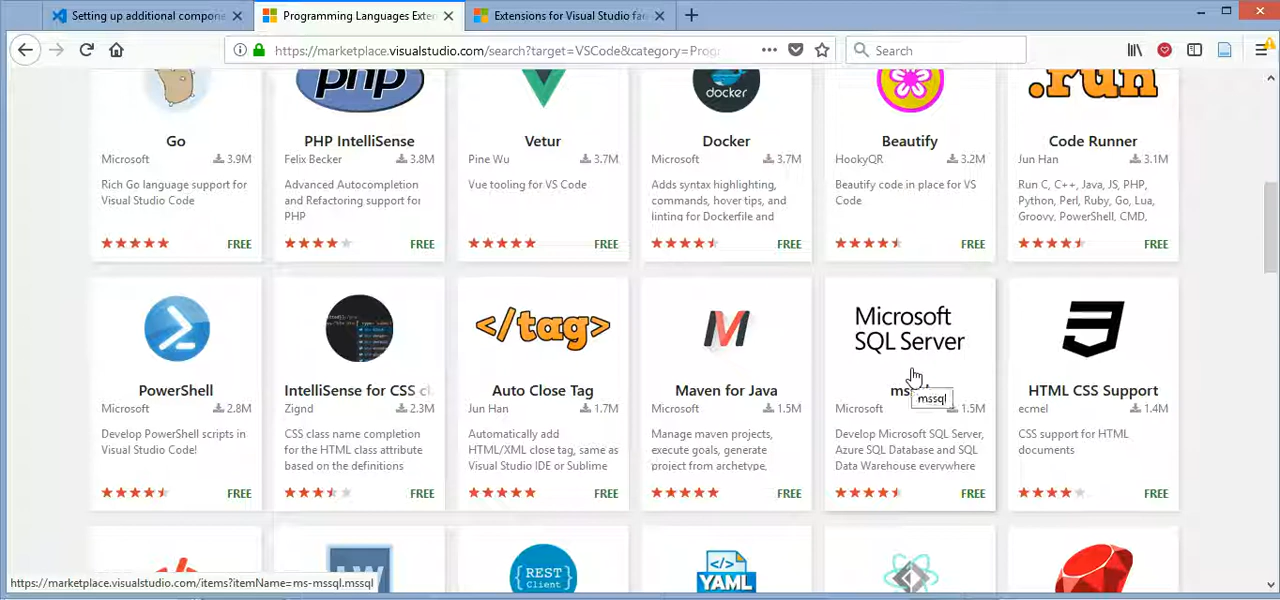 Setting up additional compone
Programming Languages Exte
Extensions for Visual Studio fa
https://marketplace.visualstudio.com/search?target=VSCode&category=Prog
Search
php
docker
.run
Go
Microsoft 3.9M
Rich Go language support for
Visual Studio Code
FREE
PHP IntelliSense
Felix Becker 3.8M
Advanced Autocompletion
and Refactoring support for
PHP
FREE
Vetur
Pine Wu 3.7M
Vue tooling for VS Code
FREE
Docker
Microsoft 3.7M
Adds syntax highlighting,
commands, hover tips, and
linting for Dockerfile and
FREE
Beautify
HookyQR 3.2M
Beautify code in place for VS
Code
FREE
Code Runner
Jun Han 3.1M
Run C, C++, Java, JS, PHP,
Python, Perl, Ruby, Go, Lua,
Groovy, PowerShell, CMD,
FREE
PowerShell
Microsoft 2.8M
Develop PowerShell scripts in
Visual Studio Code!
FREE
IntelliSense for CSS cl
Zignd 2.3M
CSS class name completion
for the HTML class attribute
based on the definitions
FREE
</tag>
Auto Close Tag
Jun Han 1.7M
Automatically add
HTML/XML close tag, same as
Visual Studio IDE or Sublime
FREE
Maven for Java
Microsoft 1.5M
Manage maven projects,
execute goals, generate
project from archetype,
FREE
Microsoft
SQL Server
mssql
Microsoft 1.5M
Develop Microsoft SQL Server,
Azure SQL Database and SQL
Data Warehouse everywhere
FREE
HTML CSS Support
ecmel 1.4M
CSS support for HTML
documents
FREE
{ REST }
Client
</>
YAML
https://marketplace.visualstudio.com/items?itemName=ms-mssql.mssql